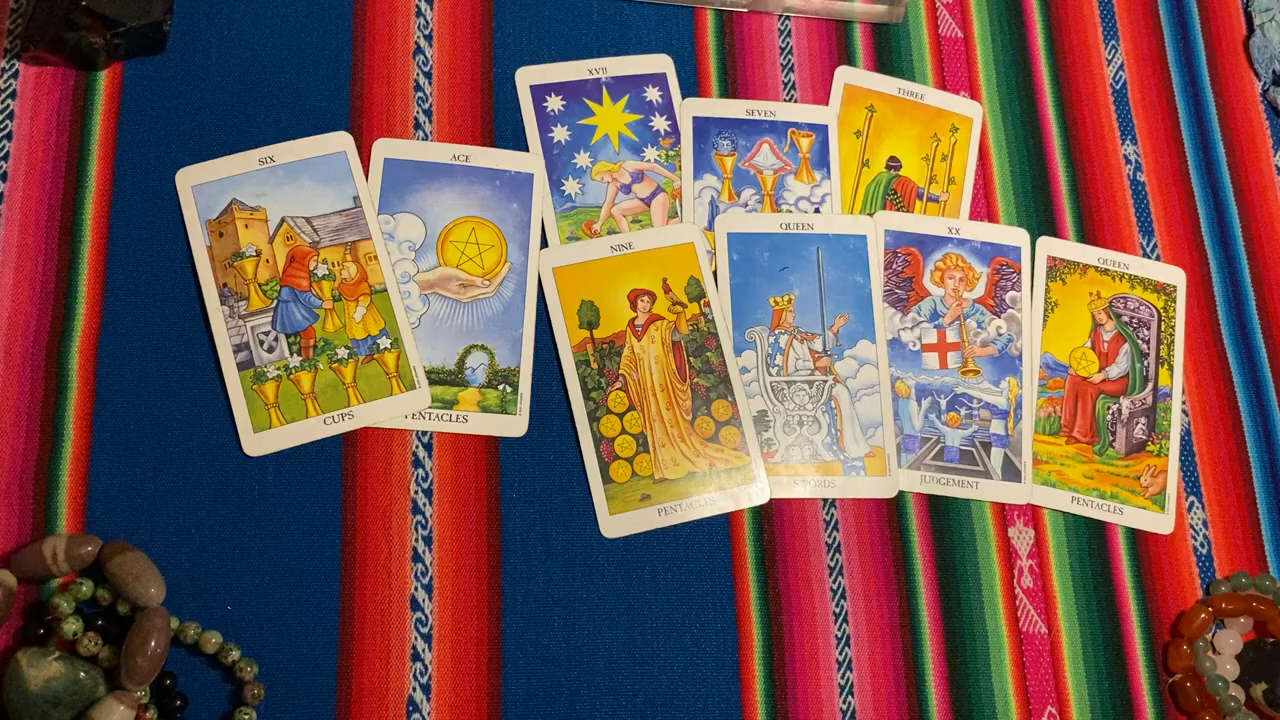 SIX
CUPS
ACE
PENTACLES
XVII
SEVEN
THREE
NINE
PENTACLES
QUEEN
SWORDS
XX
JUDGEMENT
QUEEN
PENTACLES